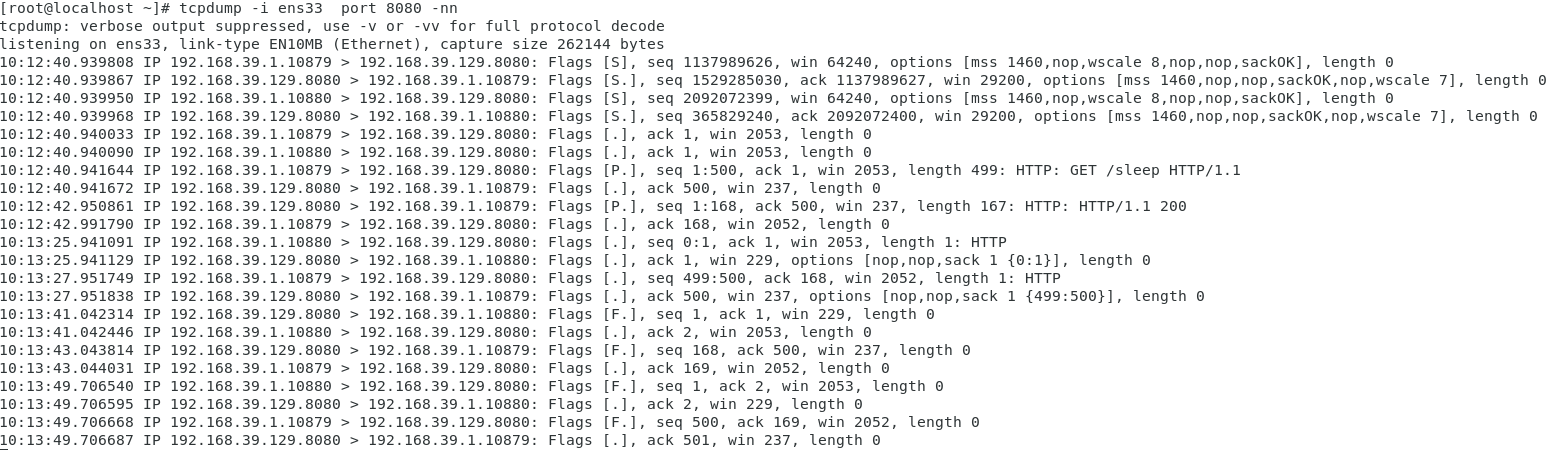 [root@localhost ~]# tcpdump -i ens33  port 8080 -nn
tcpdump: verbose output suppressed, use -v or -vv for full protocol decode
listening on ens33, link-type EN10MB (Ethernet), capture size 262144 bytes
10:12:40.939808 IP 192.168.39.1.10879 > 192.168.39.129.8080: Flags [S], seq 1137989626, win 64240, options [mss 1460,nop,wscale 8,nop,nop,sackOK], length 0
10:12:40.939867 IP 192.168.39.129.8080 > 192.168.39.1.10879: Flags [S.], seq 1529285030, ack 1137989627, win 29200, options [mss 1460,nop,nop,sackOK,nop,wscale 7], length 0
10:12:40.939950 IP 192.168.39.1.10880 > 192.168.39.129.8080: Flags [S], seq 2092072399, win 64240, options [mss 1460,nop,wscale 8,nop,nop,sackOK], length 0
10:12:40.939968 IP 192.168.39.129.8080 > 192.168.39.1.10880: Flags [S.], seq 365829240, ack 2092072400, win 29200, options [mss 1460,nop,nop,sackOK,nop,wscale 7], length 0
10:12:40.940033 IP 192.168.39.1.10879 > 192.168.39.129.8080: Flags [.], ack 1, win 2053, length 0
10:12:40.940090 IP 192.168.39.1.10880 > 192.168.39.129.8080: Flags [.], ack 1, win 2053, length 0
10:12:40.941644 IP 192.168.39.1.10879 > 192.168.39.129.8080: Flags [P.], seq 1:500, ack 1, win 2053, length 499: HTTP: GET /sleep HTTP/1.1
10:12:40.941672 IP 192.168.39.129.8080 > 192.168.39.1.10879: Flags [.], ack 500, win 237, length 0
10:12:42.950861 IP 192.168.39.129.8080 > 192.168.39.1.10879: Flags [P.], seq 1:168, ack 500, win 237, length 167: HTTP: HTTP/1.1 200
10:12:42.991790 IP 192.168.39.1.10879 > 192.168.39.129.8080: Flags [.], ack 168, win 2052, length 0
10:13:25.941091 IP 192.168.39.1.10880 > 192.168.39.129.8080: Flags [.], seq 0:1, ack 1, win 2053, length 1: HTTP
10:13:25.941129 IP 192.168.39.129.8080 > 192.168.39.1.10880: Flags [.], ack 1, win 229, options [nop,nop,sack 1 {0:1}], length 0
10:13:27.951749 IP 192.168.39.1.10879 > 192.168.39.129.8080: Flags [.], seq 499:500, ack 168, win 2052, length 1: HTTP
10:13:27.951838 IP 192.168.39.129.8080 > 192.168.39.1.10879: Flags [.], ack 500, win 237, options [nop,nop,sack 1 {499:500}], length 0
10:13:41.042314 IP 192.168.39.129.8080 > 192.168.39.1.10880: Flags [F.], seq 1, ack 1, win 229, length 0
10:13:41.042446 IP 192.168.39.1.10880 > 192.168.39.129.8080: Flags [.], ack 2, win 2053, length 0
10:13:43.043814 IP 192.168.39.129.8080 > 192.168.39.1.10879: Flags [F.], seq 168, ack 500, win 237, length 0
10:13:43.044031 IP 192.168.39.1.10879 > 192.168.39.129.8080: Flags [.], ack 169, win 2052, length 0
10:13:49.706540 IP 192.168.39.1.10880 > 192.168.39.129.8080: Flags [F.], seq 1, ack 2, win 2053, length 0
10:13:49.706595 IP 192.168.39.129.8080 > 192.168.39.1.10880: Flags [.], ack 2, win 229, length 0
10:13:49.706668 IP 192.168.39.1.10879 > 192.168.39.129.8080: Flags [F.], seq 500, ack 169, win 2052, length 0
10:13:49.706687 IP 192.168.39.129.8080 > 192.168.39.1.10879: Flags [.], ack 501, win 237, length 0